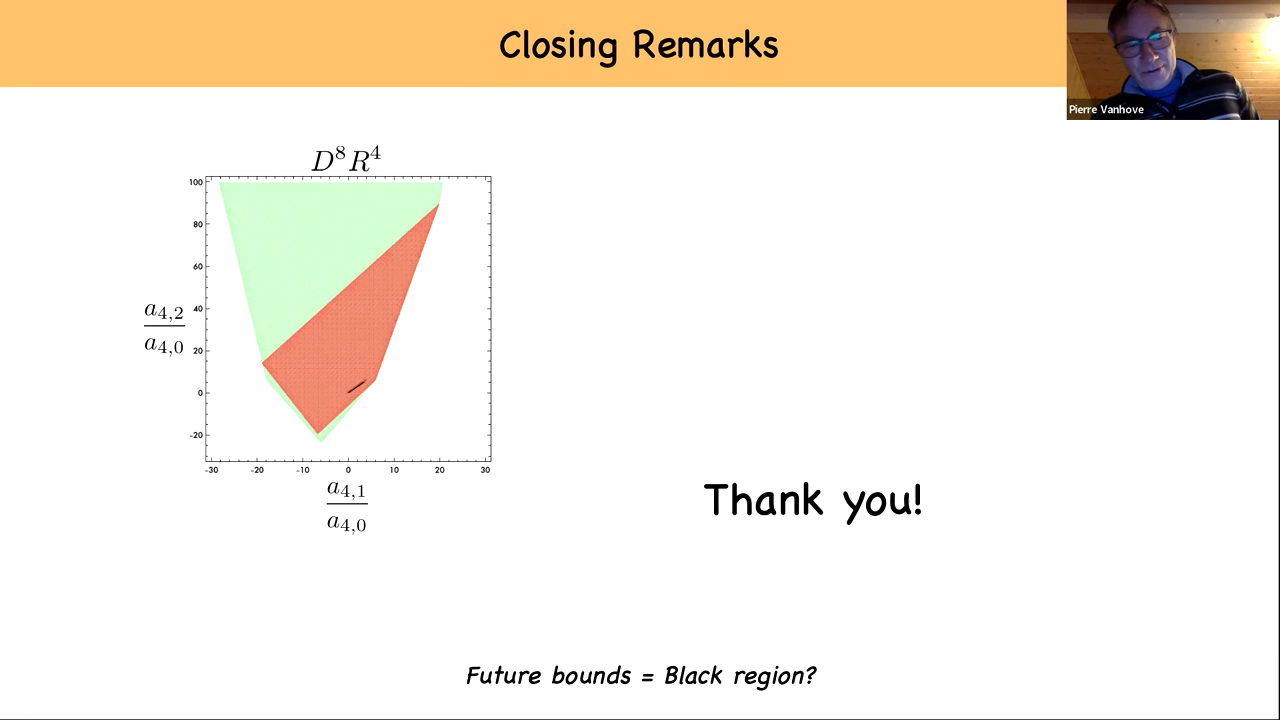 Closing Remarks
Pierre Vanhove
D^8 R^4
100
80
60
40
20
0
-20
a_{4,2}
a_{4,0}
-30 -20 -10 0 10 20 30
a_{4,1}
a_{4,0}
Thank you!
Future bounds = Black region?